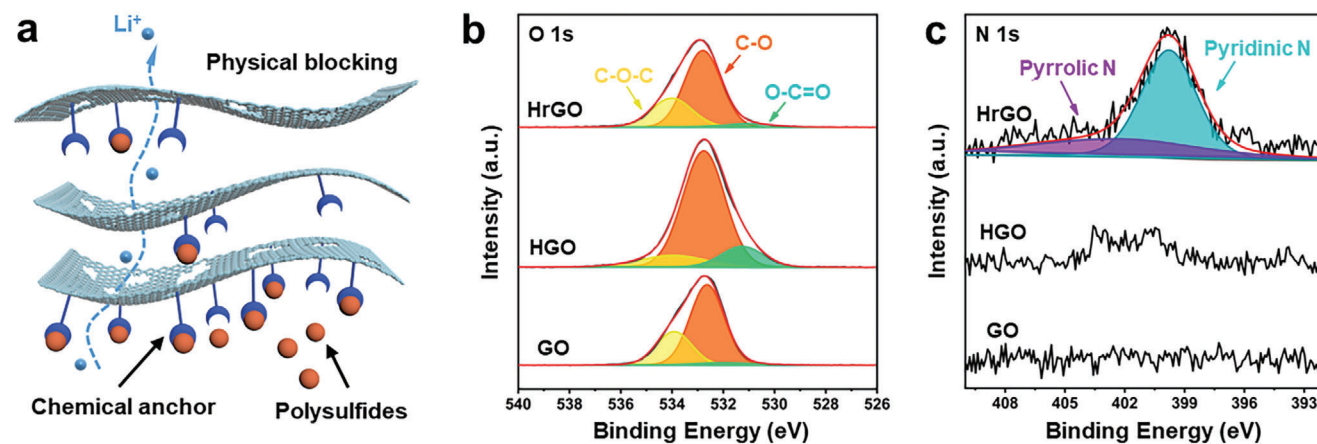 a
Li⁺
Physical blocking
Chemical anchor
Polysulfides
b
O 1s
C-O
C-O-C
O-C=O
HrGO
HGO
GO
Intensity (a.u.)
540 538 536 534 532 530 528 526
Binding Energy (eV)
c
N 1s
Pyrrolic N
Pyridinic N
HrGO
HGO
GO
Intensity (a.u.)
408 405 402 399 396 393
Binding Energy (eV)